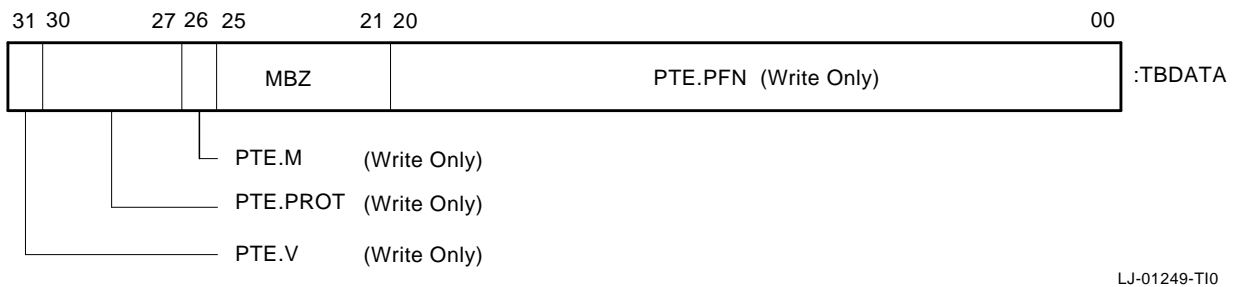 31 30 27 26 25 21 20 00
MBZ PTE.PFN (Write Only) :TBDATA
PTE.M (Write Only)
PTE.PROT (Write Only)
PTE.V (Write Only)
LJ-01249-TI0